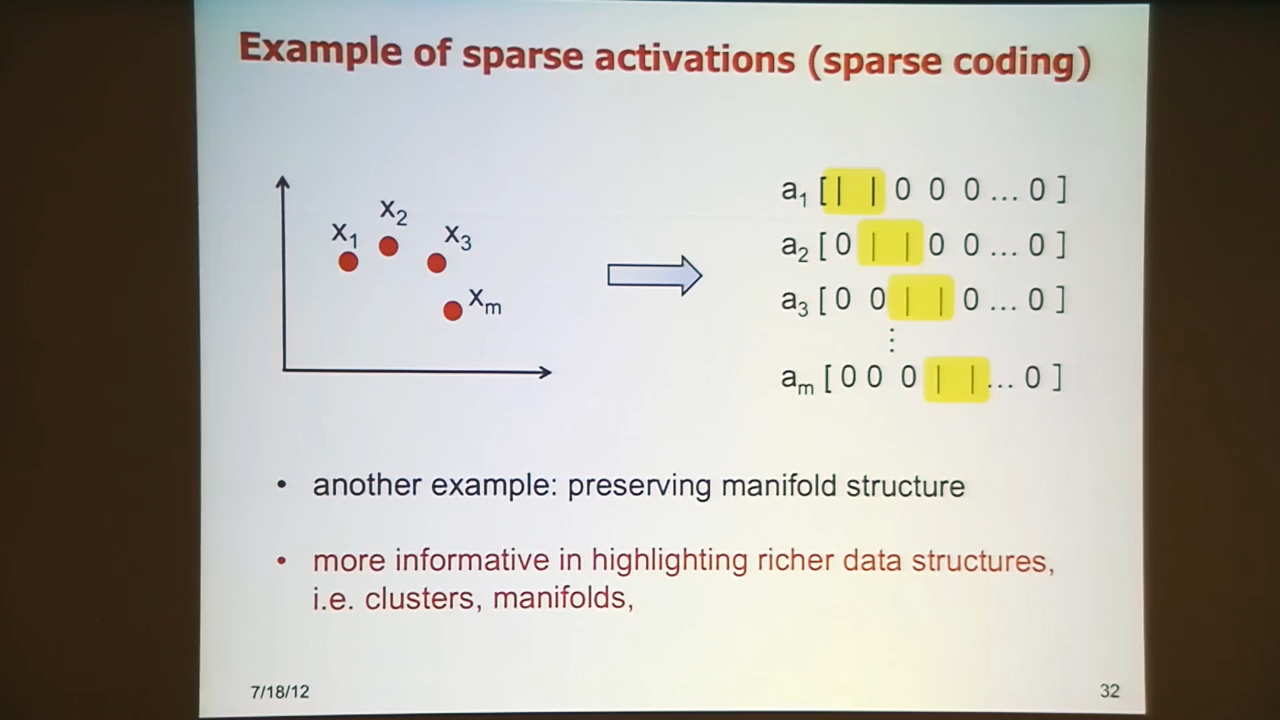 Example of sparse activations (sparse coding)
x₂
x₁
x₃
xₘ
a₁ [ | | 0 0 0 ... 0 ]
a₂ [ 0 | | 0 0 ... 0 ]
a₃ [ 0 0 | | 0 ... 0 ]
⋮
aₘ [ 0 0 0 | | ... 0 ]
• another example: preserving manifold structure
• more informative in highlighting richer data structures,
i.e. clusters, manifolds,
7/18/12
32